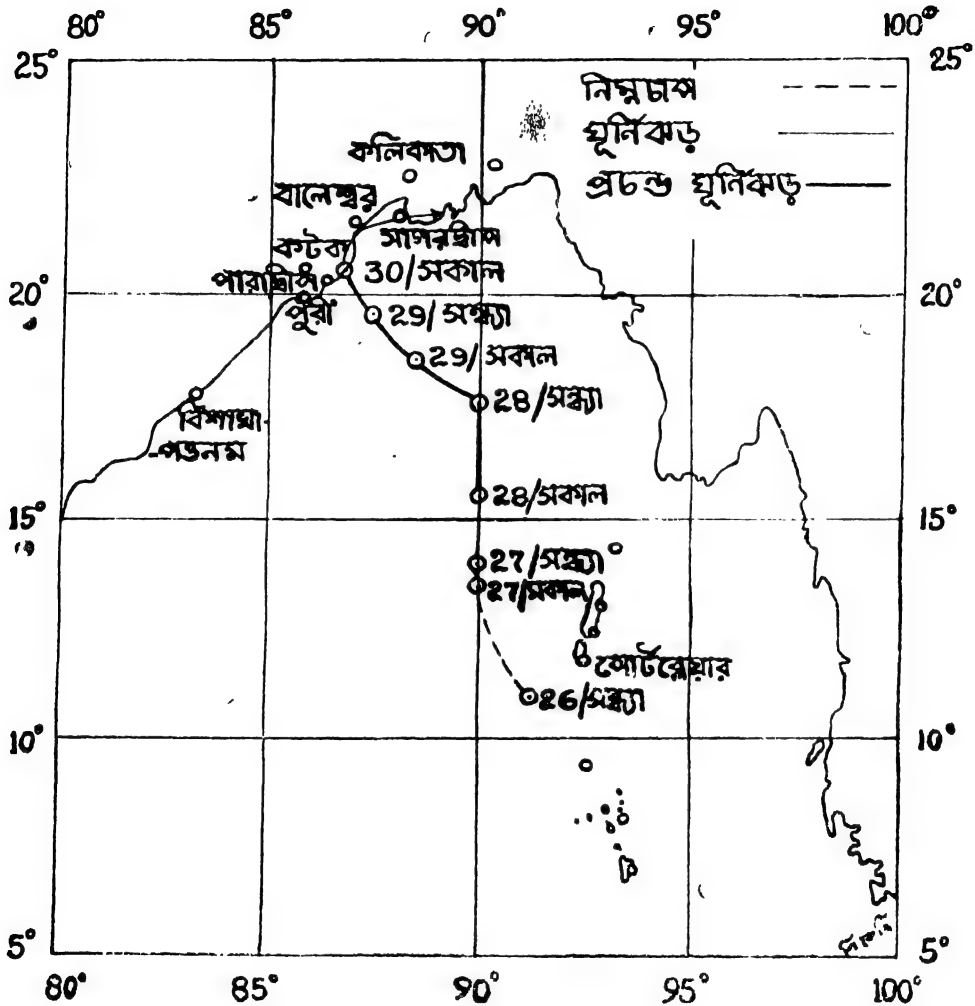 80° 85° 90° 95° 100°
25° 25°
নিম্নচাপ
ঘূর্নিঝড়
প্রচন্ড ঘূর্নিঝড়
কলিকাতা
বালেশ্বর
সাগরদ্বীপ
কটক
30/সকাল
পারাদ্বীপ
20° 20°
পুরী
29/সন্ধ্যা
29/সকাল
28/সন্ধ্যা
বিশাখা-
-পত্তনম
28/সকাল
15° 15°
27/সন্ধ্যা
27/সকাল
পোর্টব্লেয়ার
26/সন্ধ্যা
10° 10°
5° 5°
80° 85° 90° 95° 100°